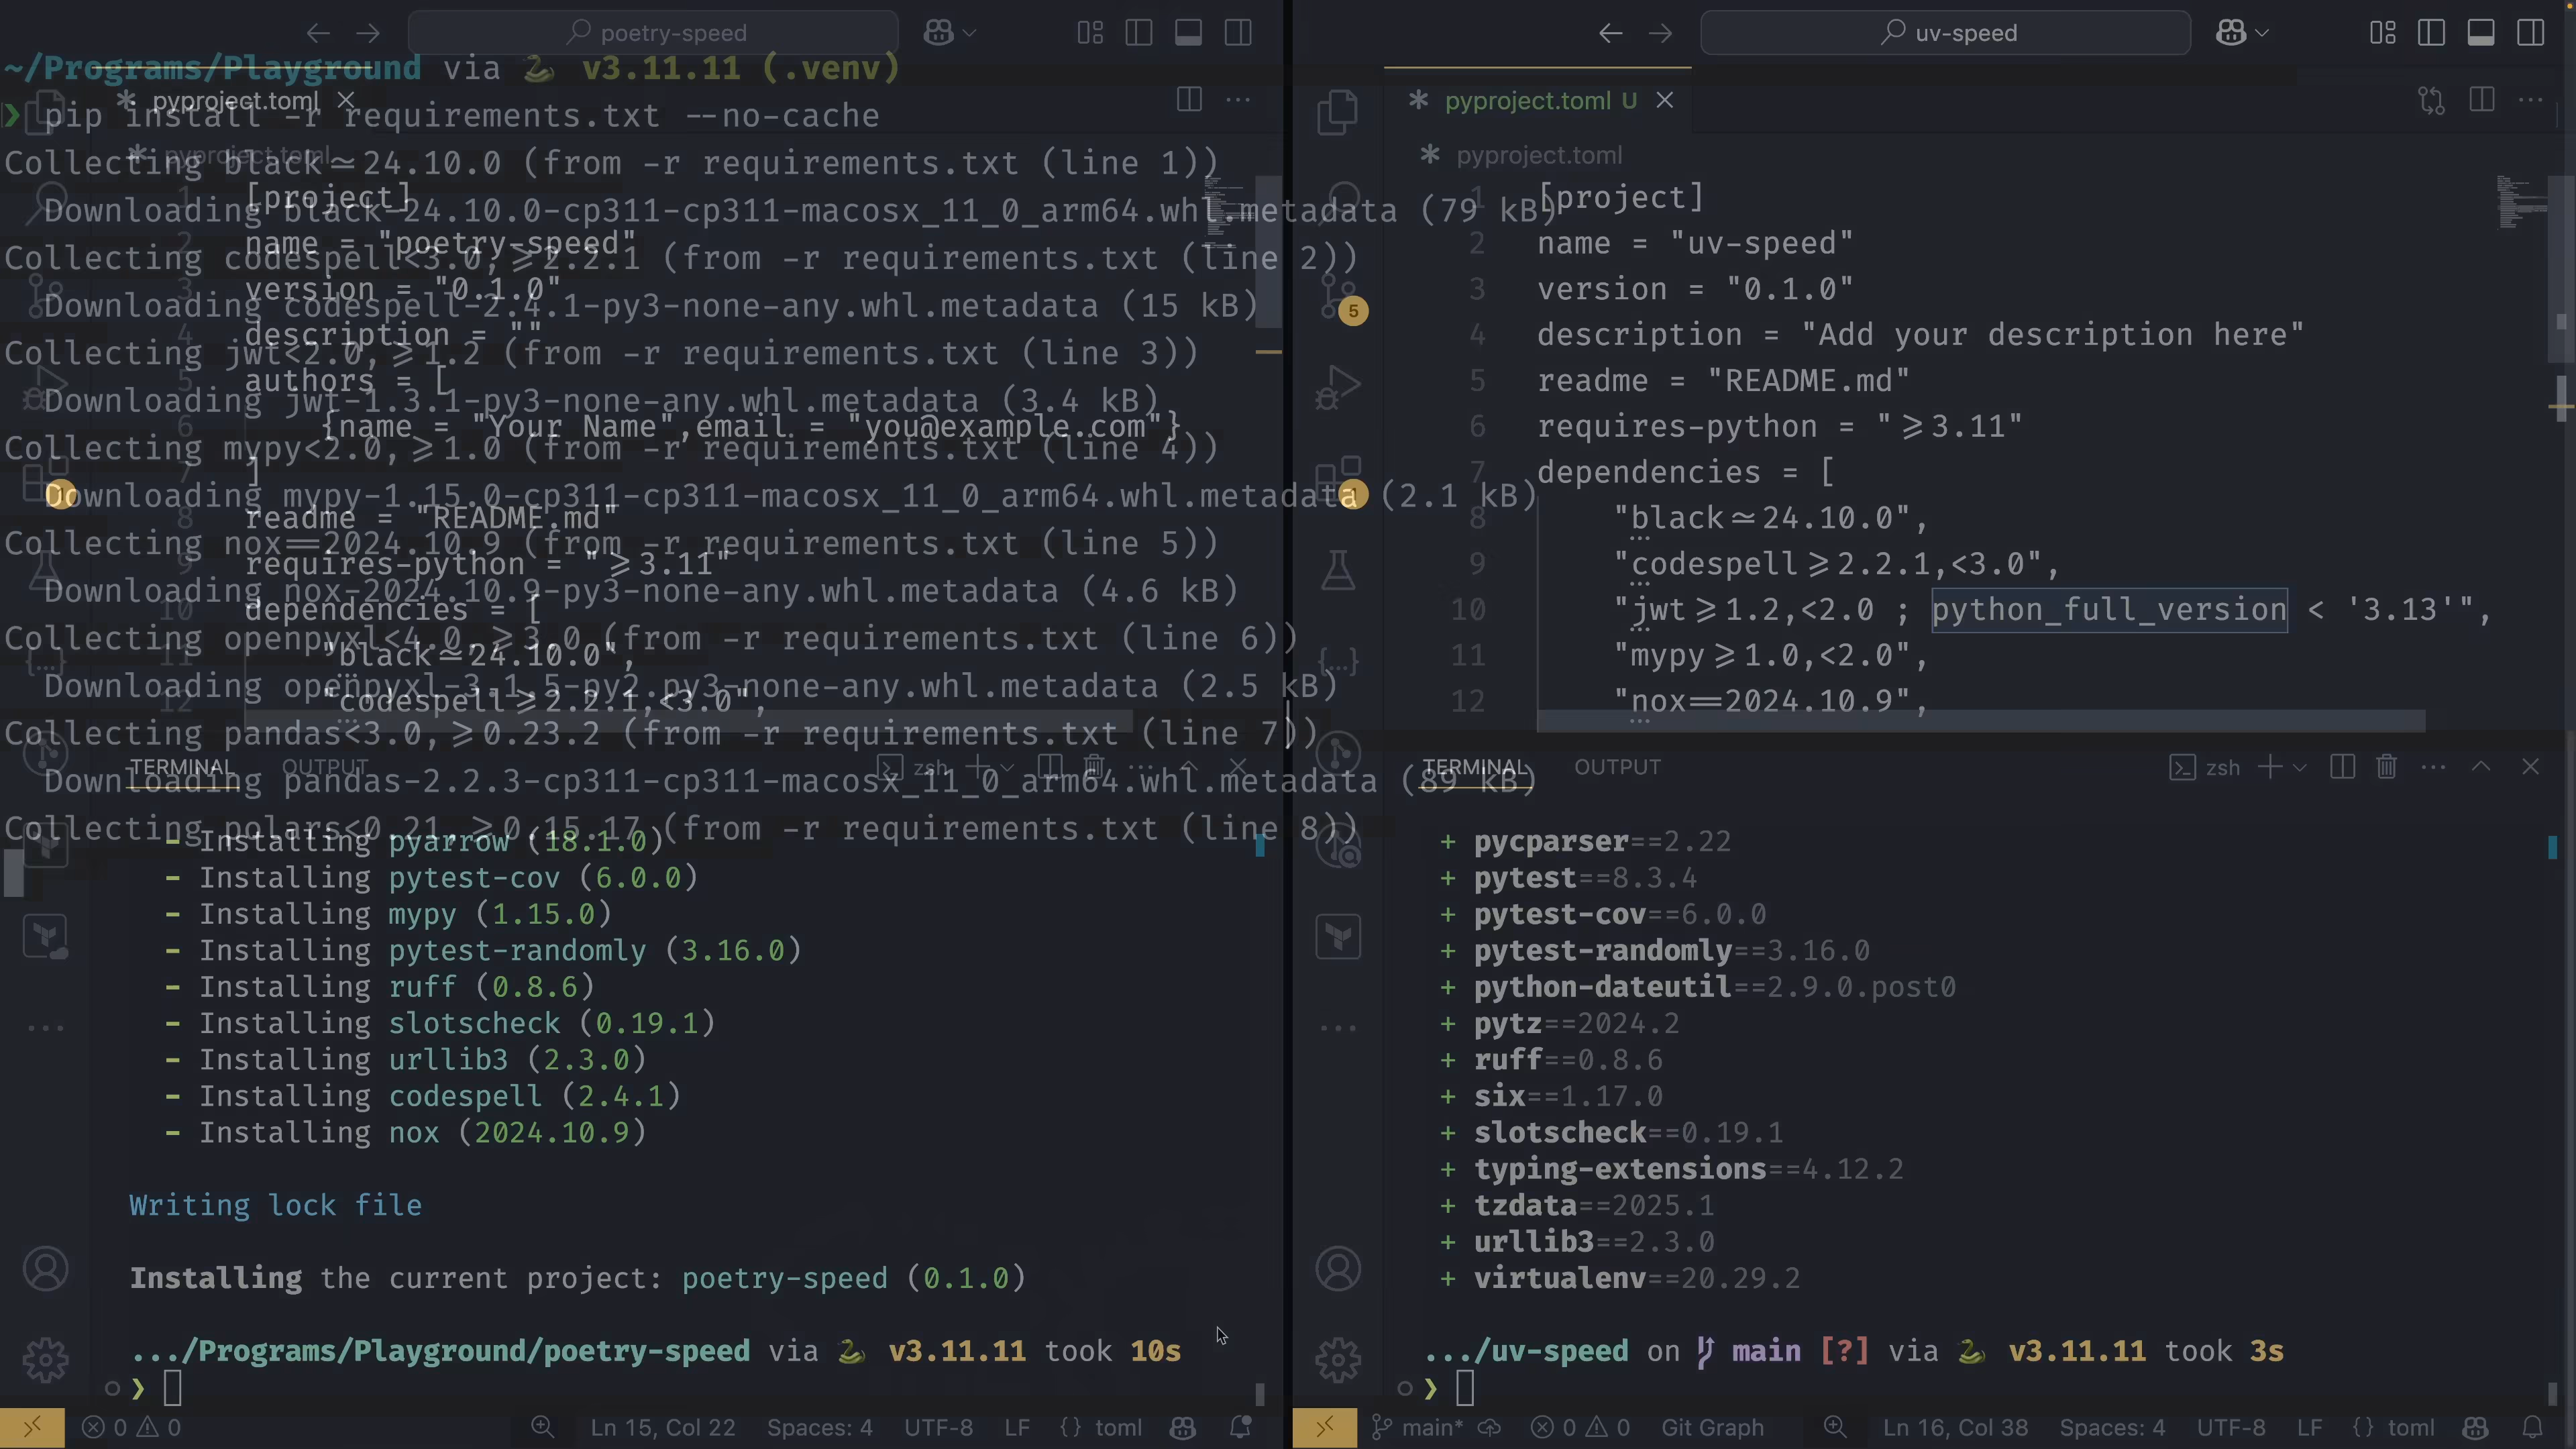 poetry-speed
uv-speed
~/Programs/Playground via 🐍 v3.11.11 (.venv)
❯ pip install -r requirements.txt --no-cache
Collecting black≃24.10.0 (from -r requirements.txt (line 1))
Downloading black-24.10.0-cp311-cp311-macosx_11_0_arm64.whl.metadata (79 kB)
Collecting codespell<3.0,⩾2.2.1 (from -r requirements.txt (line 2))
Downloading codespell-2.4.1-py3-none-any.whl.metadata (15 kB)
Collecting jwt<2.0,⩾1.2 (from -r requirements.txt (line 3))
Downloading jwt-1.3.1-py3-none-any.whl.metadata (3.4 kB)
Collecting mypy<2.0,⩾1.0 (from -r requirements.txt (line 4))
Downloading mypy-1.15.0-cp311-cp311-macosx_11_0_arm64.whl.metadata (2.1 kB)
Collecting nox==2024.10.9 (from -r requirements.txt (line 5))
Downloading nox-2024.10.9-py3-none-any.whl.metadata (4.6 kB)
Collecting openpyxl<4.0,⩾3.0 (from -r requirements.txt (line 6))
Downloading openpyxl-3.1.5-py2.py3-none-any.whl.metadata (2.5 kB)
Collecting pandas<3.0,⩾0.23.2 (from -r requirements.txt (line 7))
Downloading pandas-2.2.3-cp311-cp311-macosx_11_0_arm64.whl.metadata (89 kB)
Collecting polars<0.21,⩾0.15.17 (from -r requirements.txt (line 8))
pyproject.toml
pyproject.toml
1 [project]
2 name = "poetry-speed"
3 version = "0.1.0"
4 description = ""
5 authors = [
6 {name = "Your Name",email = "you@example.com"}
7 ]
8 readme = "README.md"
9 requires-python = "⩾3.11"
10 dependencies = [
11 "black≃24.10.0",
12 "codespell⩾2.2.1,<3.0",
TERMINAL OUTPUT zsh
- Installing pyarrow (18.1.0)
- Installing pytest-cov (6.0.0)
- Installing mypy (1.15.0)
- Installing pytest-randomly (3.16.0)
- Installing ruff (0.8.6)
- Installing slotscheck (0.19.1)
- Installing urllib3 (2.3.0)
- Installing codespell (2.4.1)
- Installing nox (2024.10.9)
Writing lock file
Installing the current project: poetry-speed (0.1.0)
.../Programs/Playground/poetry-speed via 🐍 v3.11.11 took 10s
❯
0 0 Ln 15, Col 22 Spaces: 4 UTF-8 LF {} toml
pyproject.toml U
pyproject.toml
1 [project]
2 name = "uv-speed"
3 version = "0.1.0"
4 description = "Add your description here"
5 readme = "README.md"
6 requires-python = "⩾3.11"
7 dependencies = [
8 "black≃24.10.0",
9 "codespell⩾2.2.1,<3.0",
10 "jwt⩾1.2,<2.0 ; python_full_version < '3.13'",
11 "mypy⩾1.0,<2.0",
12 "nox==2024.10.9",
5
TERMINAL OUTPUT zsh
+ pycparser==2.22
+ pytest==8.3.4
+ pytest-cov==6.0.0
+ pytest-randomly==3.16.0
+ python-dateutil==2.9.0.post0
+ pytz==2024.2
+ ruff==0.8.6
+ six==1.17.0
+ slotscheck==0.19.1
+ typing-extensions==4.12.2
+ tzdata==2025.1
+ urllib3==2.3.0
+ virtualenv==20.29.2
.../uv-speed on main [?] via 🐍 v3.11.11 took 3s
❯
main* 0 0 Git Graph Ln 16, Col 38 Spaces: 4 UTF-8 LF {} toml